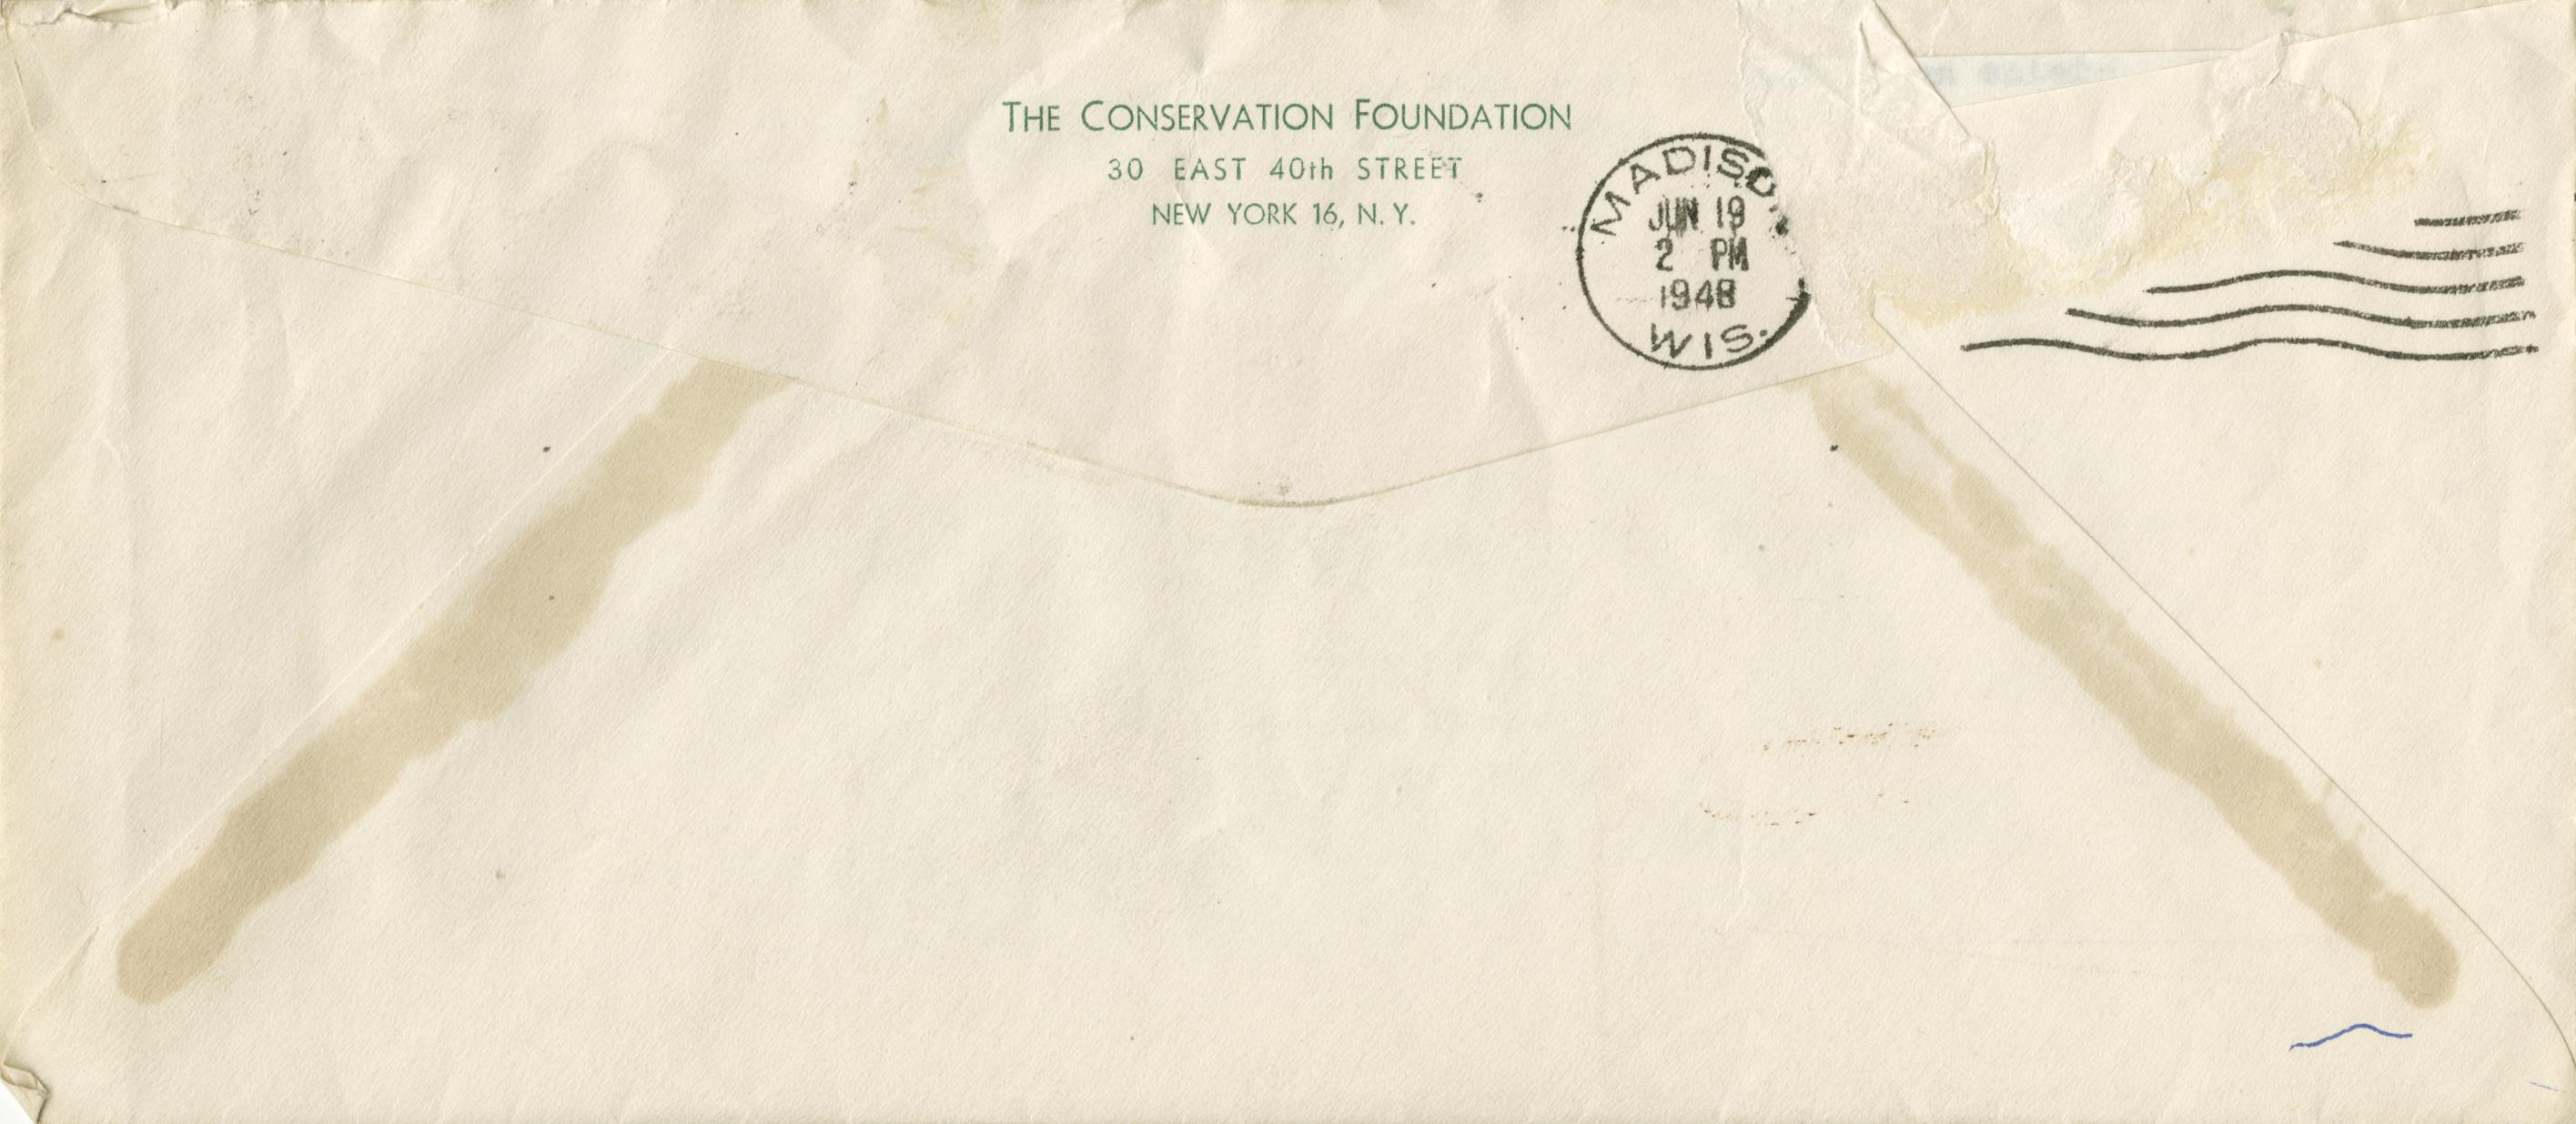 THE CONSERVATION FOUNDATION
30 EAST 40th STREET
NEW YORK 16, N.Y.
MADISO
JUN 19
2 PM
1948
WIS.